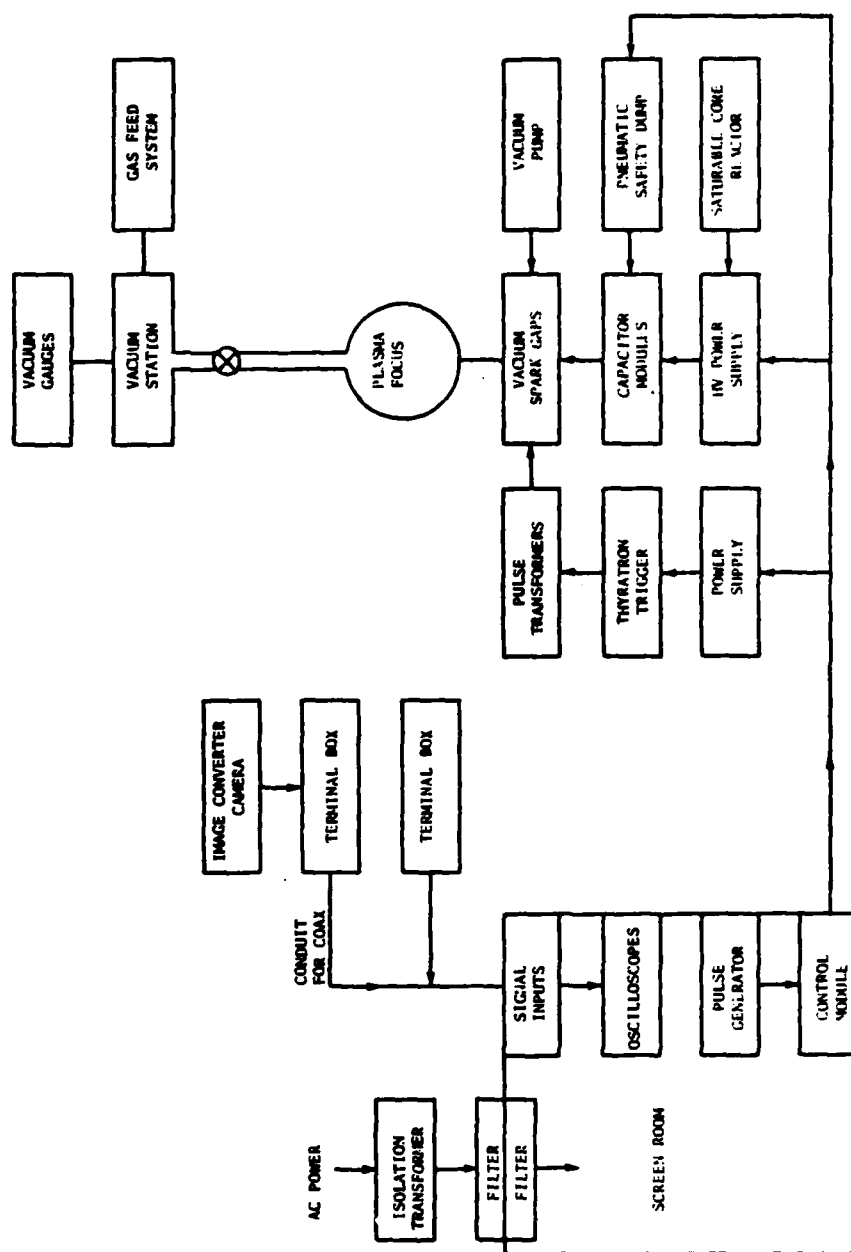 VACUUM
GAUGES
GAS FEED
SYSTEM
VACUUM
STATION
PLASMA
FOCUS
VACUUM
PUMP
VACUUM
SPARK GAPS
PULSE
TRANSFORMERS
PNEUMATIC
SAFETY DUMP
CAPACITOR
MODULES
THYRATRON
TRIGGER
SATURABLE CORE
REACTOR
HV POWER
SUPPLY
POWER
SUPPLY
IMAGE CONVERTER
CAMERA
TERMINAL BOX
TERMINAL BOX
CONDUIT
FOR COAX
SIGNAL
INPUTS
OSCILLOSCOPES
PULSE
GENERATOR
CONTROL
MODULE
AC POWER
ISOLATION
TRANSFORMER
FILTER
FILTER
SCREEN ROOM